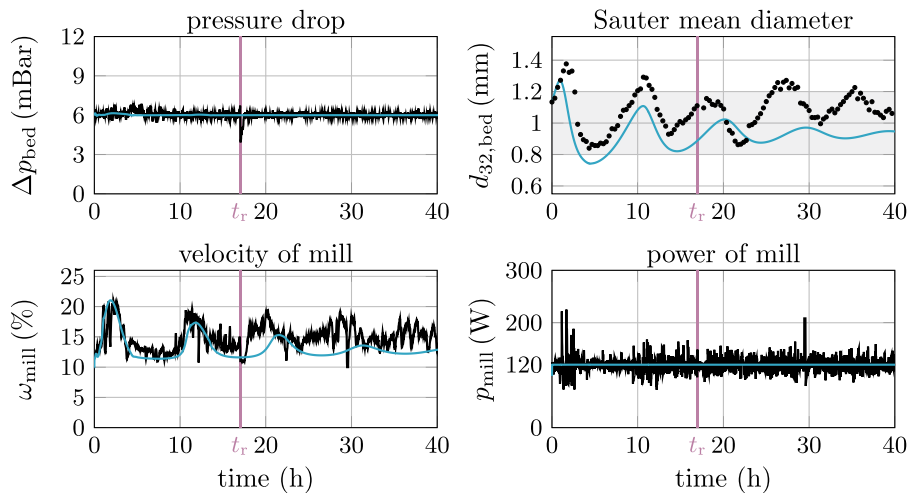 pressure drop
Δp_bed (mBar)
12
9
6
3
0
0 10 t_r 20 30 40
Sauter mean diameter
d_32,bed (mm)
1.4
1.2
1
0.8
0.6
0 10 t_r 20 30 40
velocity of mill
ω_mill (%)
25
20
15
10
5
0
0 10 t_r 20 30 40
time (h)
power of mill
p_mill (W)
300
200
120
0
0 10 t_r 20 30 40
time (h)